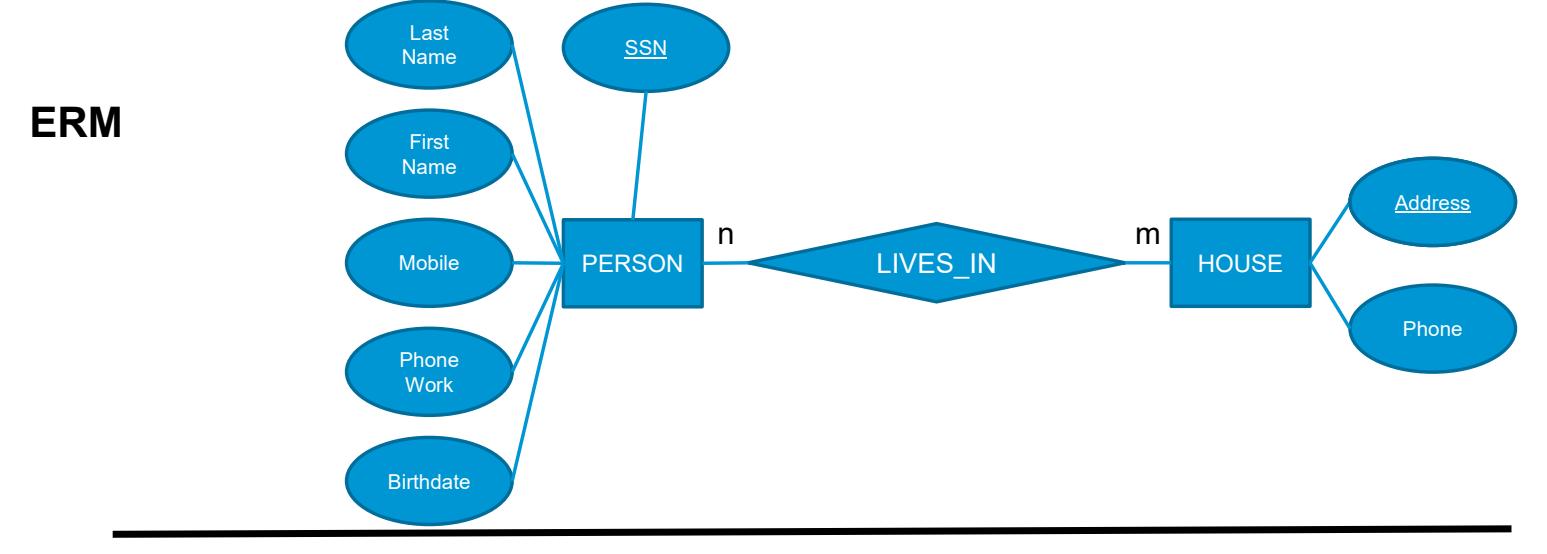 ERM
Last
Name
SSN
First
Name
Mobile
Phone
Work
Birthdate
PERSON
n
LIVES_IN
m
HOUSE
Address
Phone